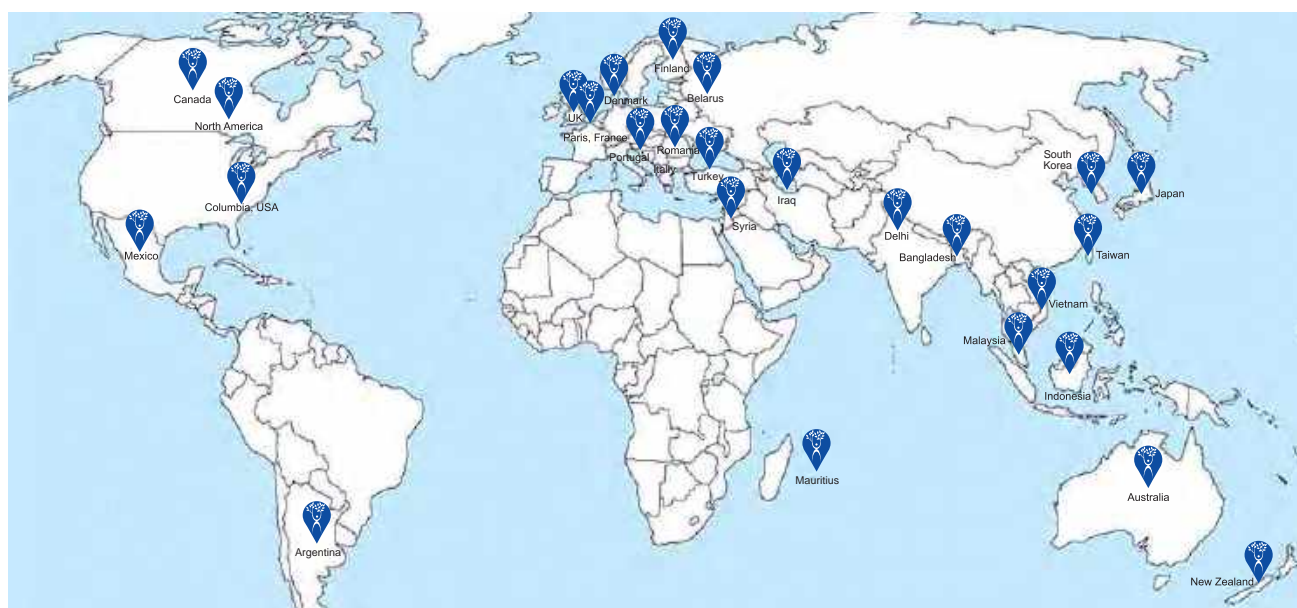 Finland
Canada
Belarus
Denmark
UK
North America
Paris, France
Romania
Portugal
Italy
Turkey
South
Korea
Japan
Iraq
Columbia, USA
Syria
Delhi
Mexico
Bangladesh
Taiwan
Vietnam
Malaysia
Indonesia
Mauritius
Australia
Argentina
New Zealand